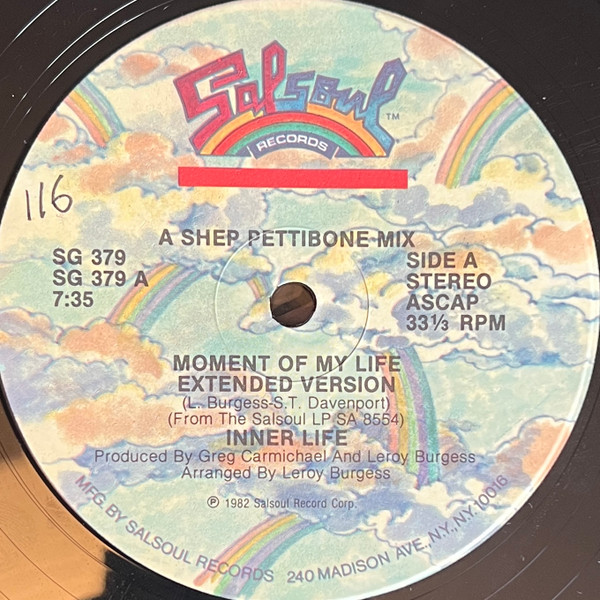 Salsoul TM
RECORDS
116
A SHEP PETTIBONE MIX
SG 379
SG 379 A
7:35
SIDE A
STEREO
ASCAP
33⅓ RPM
MOMENT OF MY LIFE
EXTENDED VERSION
(L. Burgess-S.T. Davenport)
(From The Salsoul LP SA 8554)
INNER LIFE
Produced By Greg Carmichael And Leroy Burgess
Arranged By Leroy Burgess
Ⓟ 1982 Salsoul Record Corp.
MFG. BY SALSOUL RECORDS 240 MADISON AVE., N.Y., N.Y. 10016